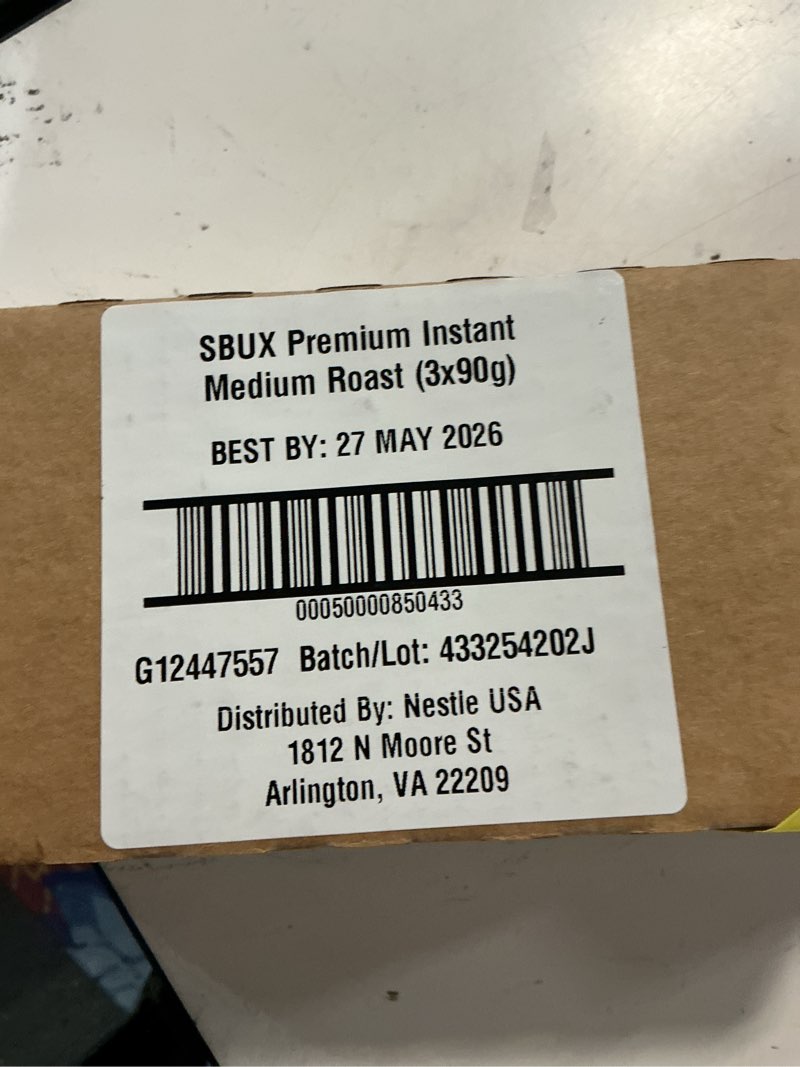 SBUX Premium Instant
Medium Roast (3x90g)
BEST BY: 27 MAY 2026
00050000850433
G12447557 Batch/Lot: 433254202J
Distributed By: Nestle USA
1812 N Moore St
Arlington, VA 22209